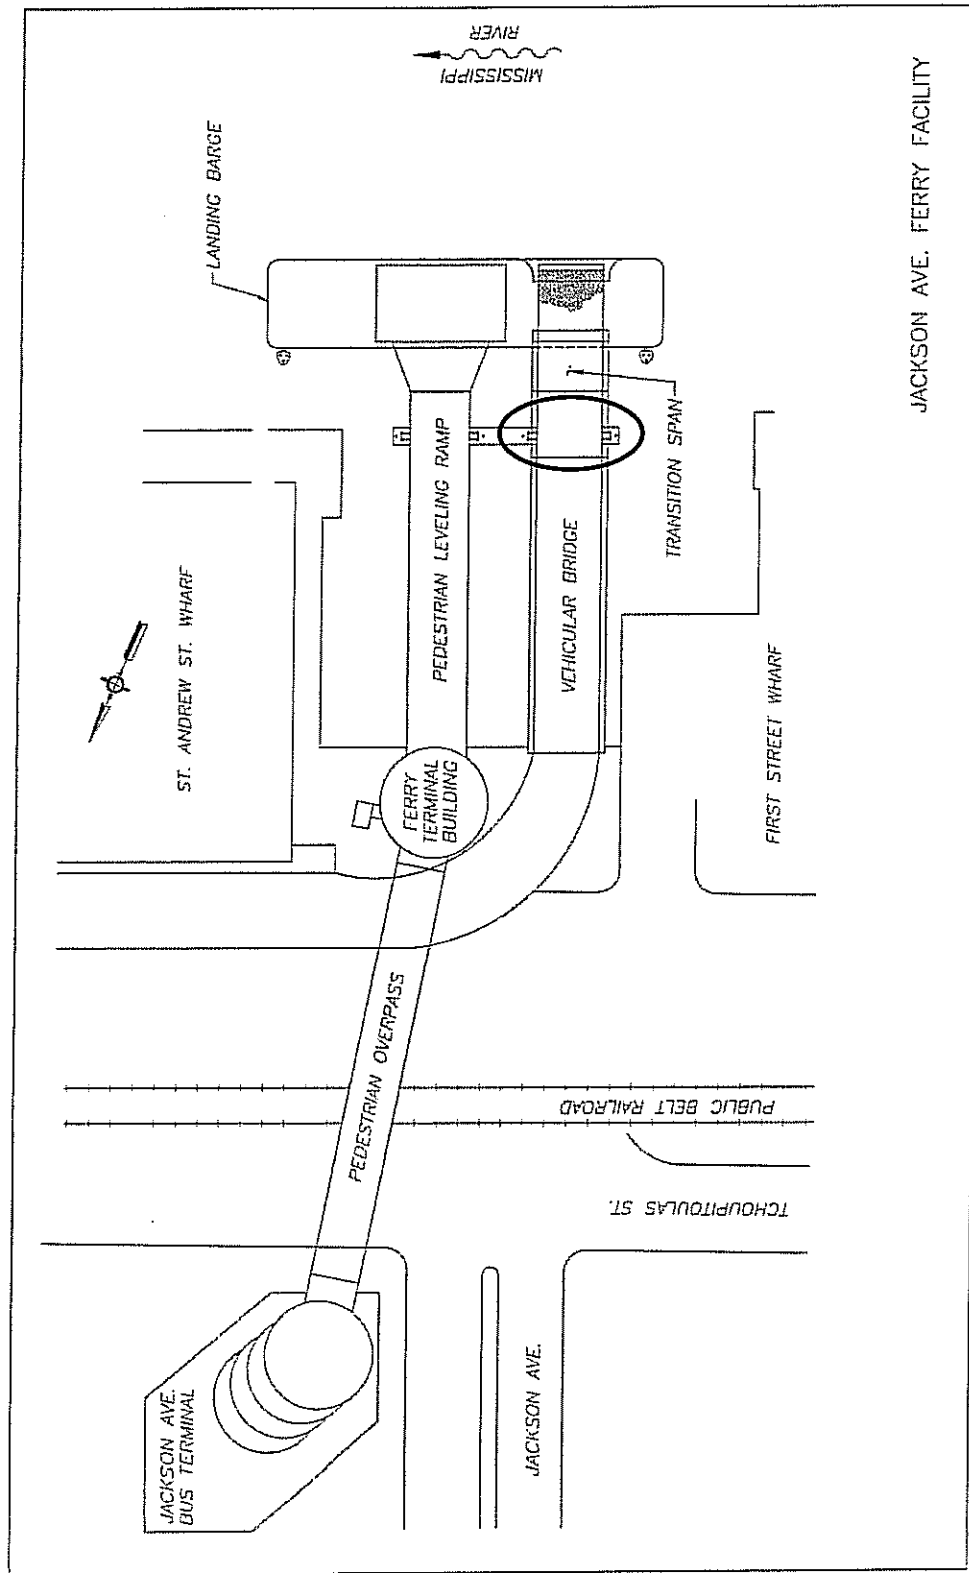 JACKSON AVE.
BUS TERMINAL
ST. ANDREW ST. WHARF
LANDING BARGE
MISSISSIPPI
RIVER
PEDESTRIAN OVERPASS
FERRY
TERMINAL
BUILDING
PEDESTRIAN LEVELING RAMP
VEHICULAR BRIDGE
TRANSITION SPAN
JACKSON AVE.
TCHOUPITOULAS ST.
PUBLIC BELT RAILROAD
FIRST STREET WHARF
JACKSON AVE. FERRY FACILITY